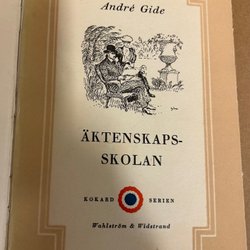 André Gide
ÄKTENSKAPS-
SKOLAN
KOKARD SERIEN
Wahlström & Widstrand